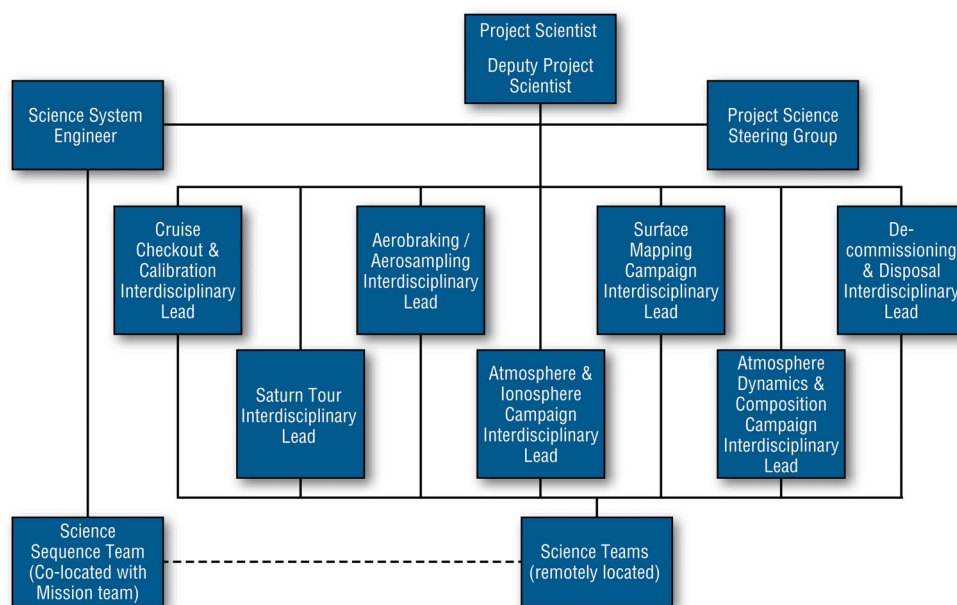 Project Scientist
Deputy Project
Scientist
Science System
Engineer
Project Science
Steering Group
Cruise
Checkout &
Calibration
Interdisciplinary
Lead
Aerobraking /
Aerosampling
Interdisciplinary
Lead
Surface
Mapping
Campaign
Interdisciplinary
Lead
De-
commissioning
& Disposal
Interdisciplinary
Lead
Saturn Tour
Interdisciplinary
Lead
Atmosphere &
Ionosphere
Campaign
Interdisciplinary
Lead
Atmosphere
Dynamics &
Composition
Campaign
Interdisciplinary
Lead
Science
Sequence Team
(Co-located with
Mission team)
Science Teams
(remotely located)